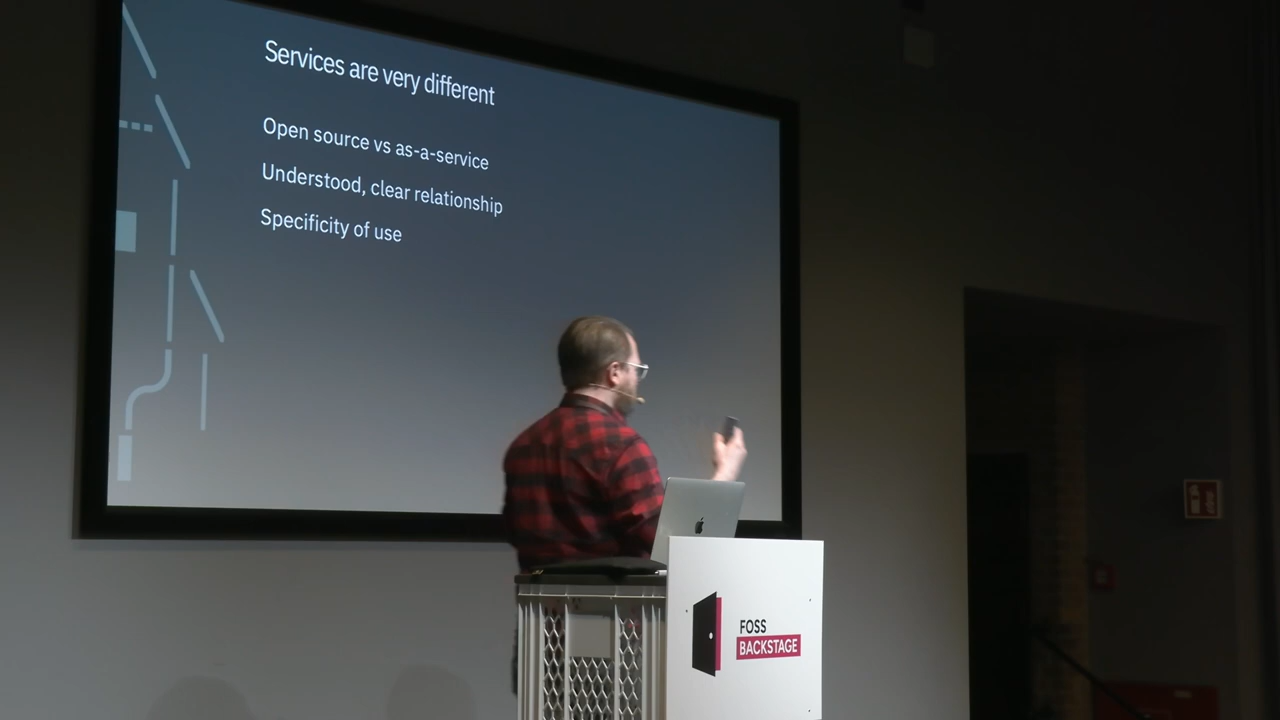 Services are very different
Open source vs as-a-service
Understood, clear relationship
Specificity of use
FOSS
BACKSTAGE